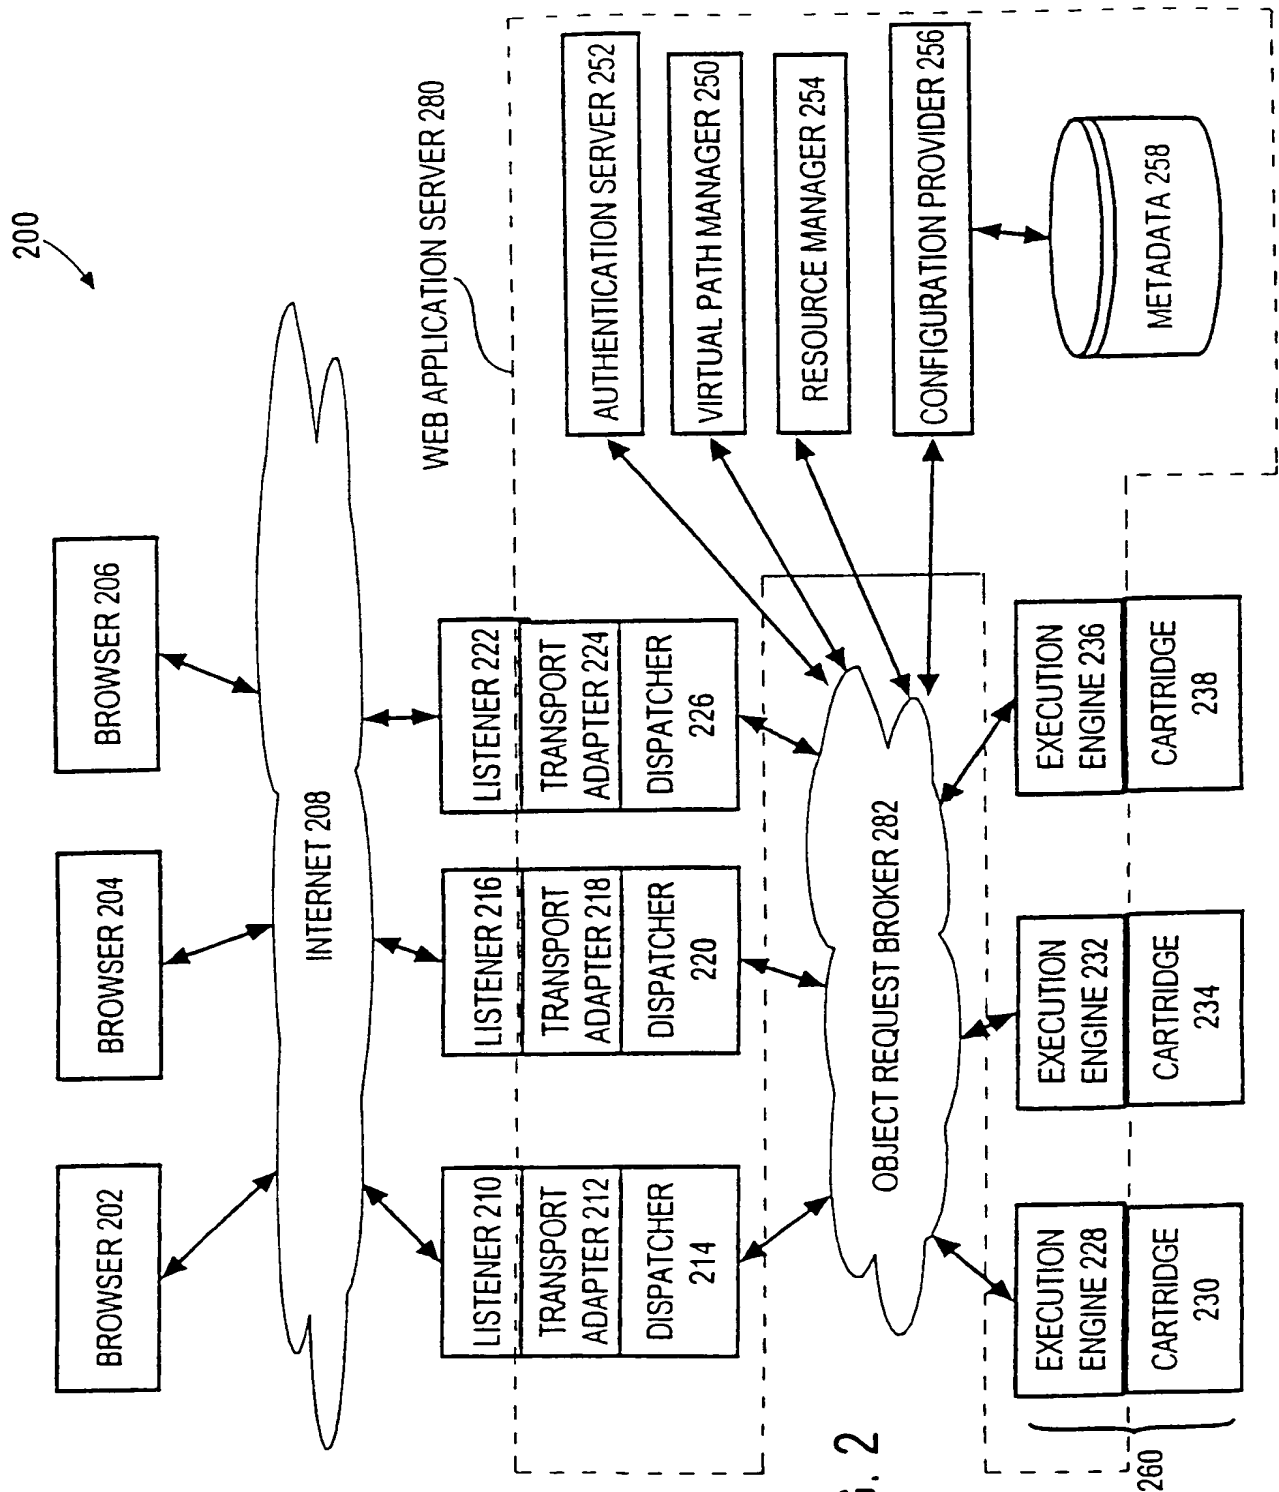 200
BROWSER 202
BROWSER 204
BROWSER 206
INTERNET 208
WEB APPLICATION SERVER 280
LISTENER 210
TRANSPORT
ADAPTER 212
DISPATCHER
214
LISTENER 216
TRANSPORT
ADAPTER 218
DISPATCHER
220
LISTENER 222
TRANSPORT
ADAPTER 224
DISPATCHER
226
AUTHENTICATION SERVER 252
VIRTUAL PATH MANAGER 250
RESOURCE MANAGER 254
CONFIGURATION PROVIDER 256
METADATA 258
OBJECT REQUEST BROKER 282
EXECUTION
ENGINE 228
CARTRIDGE
230
EXECUTION
ENGINE 232
CARTRIDGE
234
EXECUTION
ENGINE 236
CARTRIDGE
238
260
2